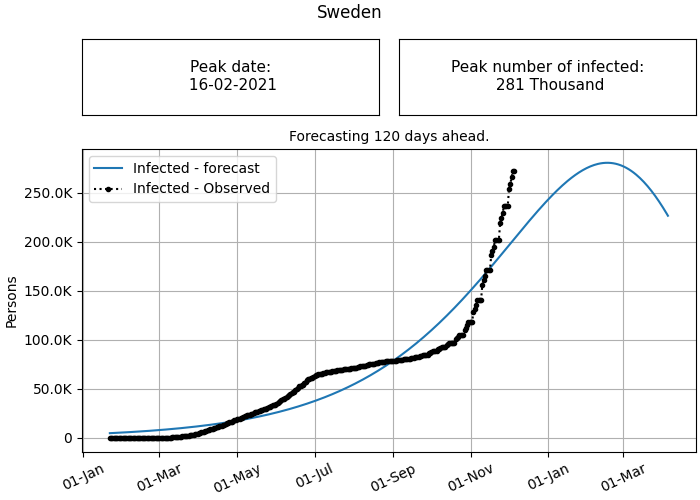 Sweden
Peak date:
16-02-2021
Peak number of infected:
281 Thousand
Forecasting 120 days ahead.
Infected - forecast
Infected - Observed
Persons
250.0K
200.0K
150.0K
100.0K
50.0K
0
01-Jan
01-Mar
01-May
01-Jul
01-Sep
01-Nov
01-Jan
01-Mar